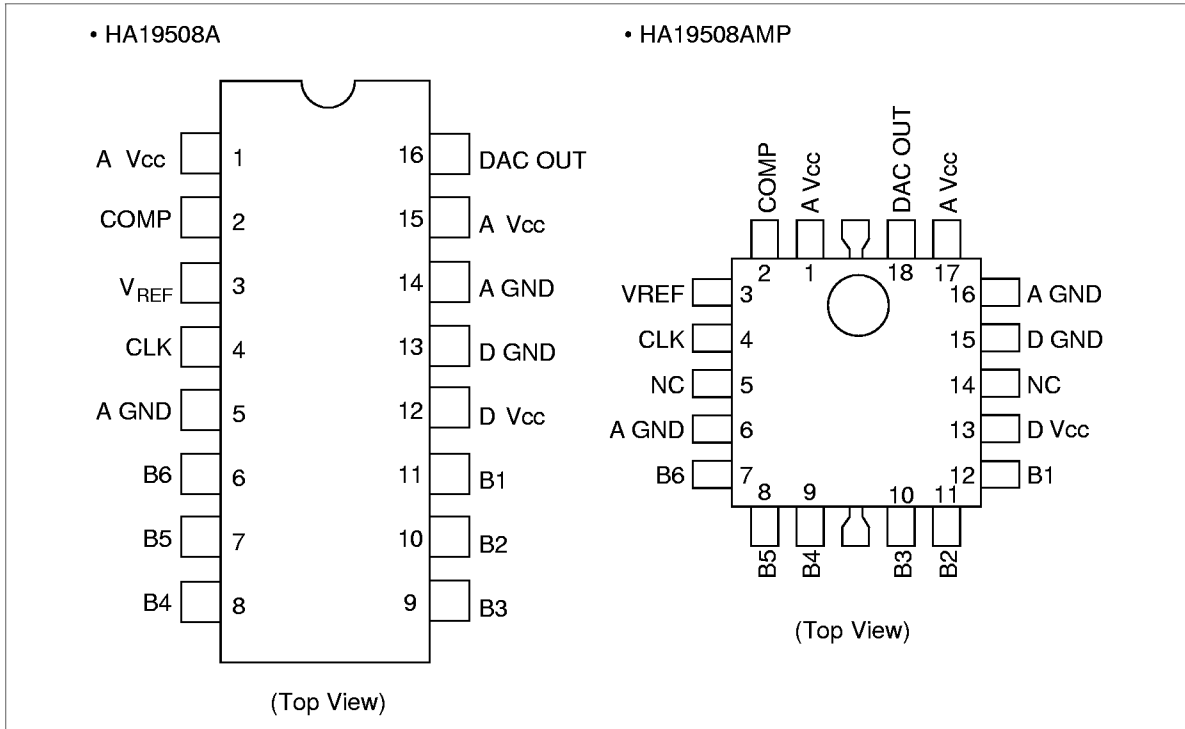 • HA19508A
A Vcc 1
COMP 2
VREF 3
CLK 4
A GND 5
B6 6
B5 7
B4 8
16 DAC OUT
15 A Vcc
14 A GND
13 D GND
12 D Vcc
11 B1
10 B2
9 B3
(Top View)
• HA19508AMP
COMP
A Vcc
DAC OUT
A Vcc
2 1 18 17
VREF 3
CLK 4
NC 5
A GND 6
B6 7
16 A GND
15 D GND
14 NC
13 D Vcc
12 B1
8 9 10 11
B5
B4
B3
B2
(Top View)